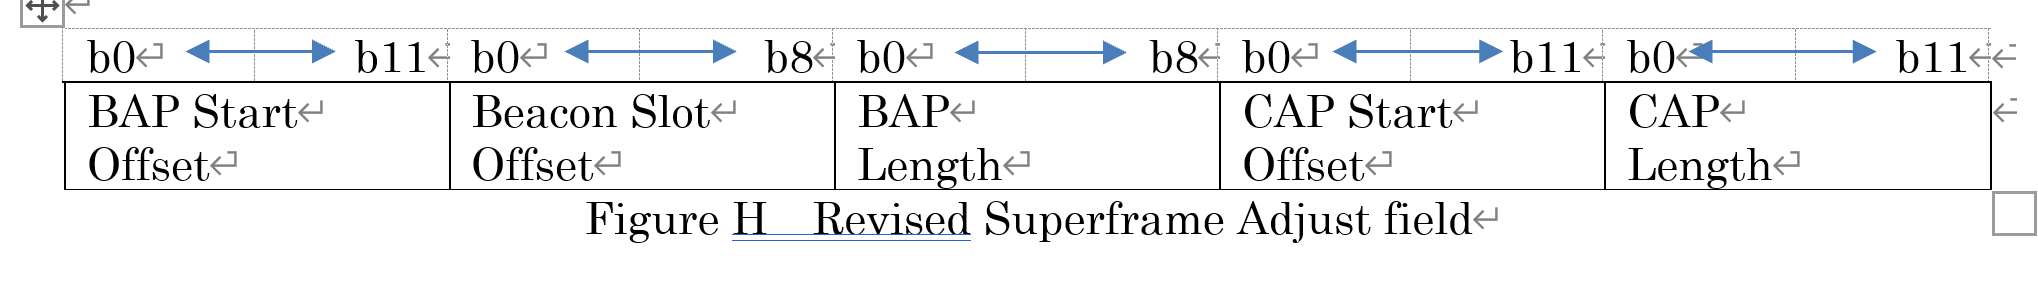 b0 b11 b0 b8 b0 b8 b0 b11 b0 b11
BAP Start Offset
Beacon Slot Offset
BAP Length
CAP Start Offset
CAP Length
Figure H Revised Superframe Adjust field